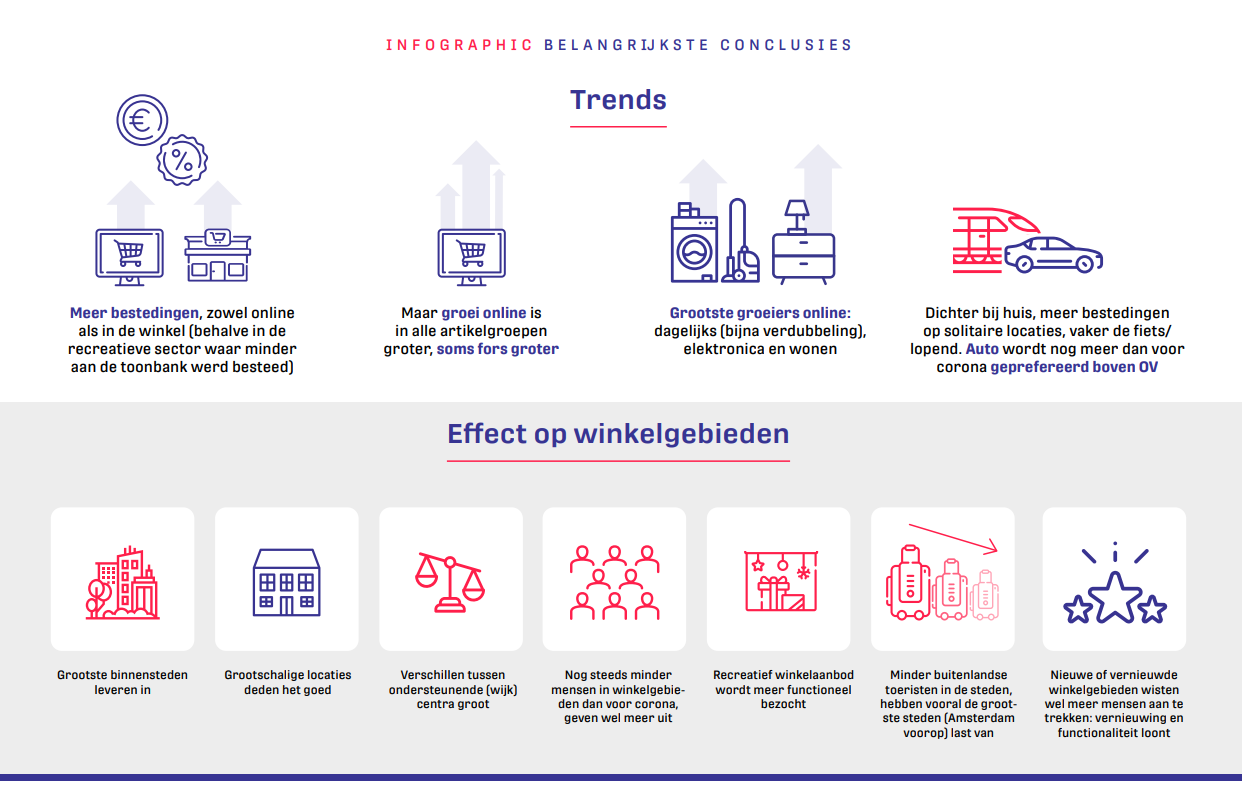 INFOGRAPHIC BELANGRIJKSTE CONCLUSIES
Trends
Meer bestedingen, zowel online
als in de winkel (behalve in de
recreatieve sector waar minder
aan de toonbank werd besteed)
Maar groei online is
in alle artikelgroepen
groter, soms fors groter
Grootste groeiers online:
dagelijks (bijna verdubbeling),
elektronica en wonen
Dichter bij huis, meer bestedingen
op solitaire locaties, vaker de fiets/
lopend. Auto wordt nog meer dan voor
corona geprefereerd boven OV
Effect op winkelgebieden
Grootste binnensteden
leveren in
Grootschalige locaties
deden het goed
Verschillen tussen
ondersteunende (wijk)
centra groot
Nog steeds minder
mensen in winkelgebie-
den dan voor corona,
geven wel meer uit
Recreatief winkelaanbod
wordt meer functioneel
bezocht
Minder buitenlandse
toeristen in de steden,
hebben vooral de groot-
ste steden (Amsterdam
voorop) last van
Nieuwe of vernieuwde
winkelgebieden wisten
wel meer mensen aan te
trekken: vernieuwing en
functionaliteit loont